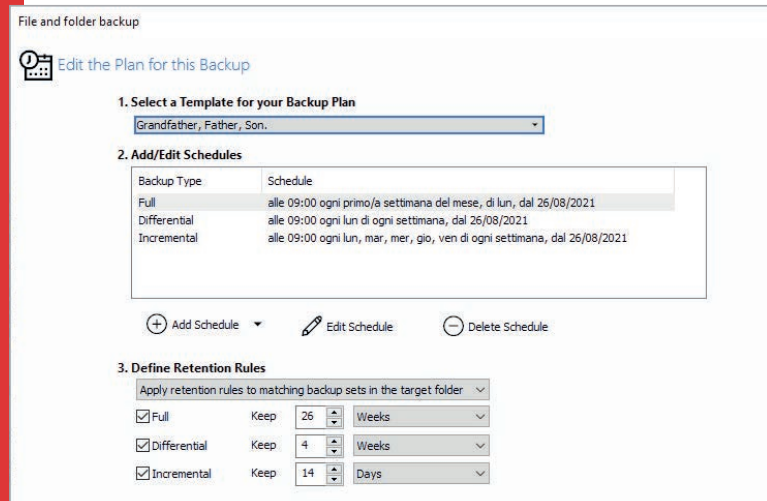 File and folder backup
Edit the Plan for this Backup
1. Select a Template for your Backup Plan
Grandfather, Father, Son.
2. Add/Edit Schedules
Backup Type Schedule
Full alle 09:00 ogni primo/a settimana del mese, di lun, dal 26/08/2021
Differential alle 09:00 ogni lun di ogni settimana, dal 26/08/2021
Incremental alle 09:00 ogni lun, mar, mer, gio, ven di ogni settimana, dal 26/08/2021
Add Schedule Edit Schedule Delete Schedule
3. Define Retention Rules
Apply retention rules to matching backup sets in the target folder
Full Keep 26 Weeks
Differential Keep 4 Weeks
Incremental Keep 14 Days